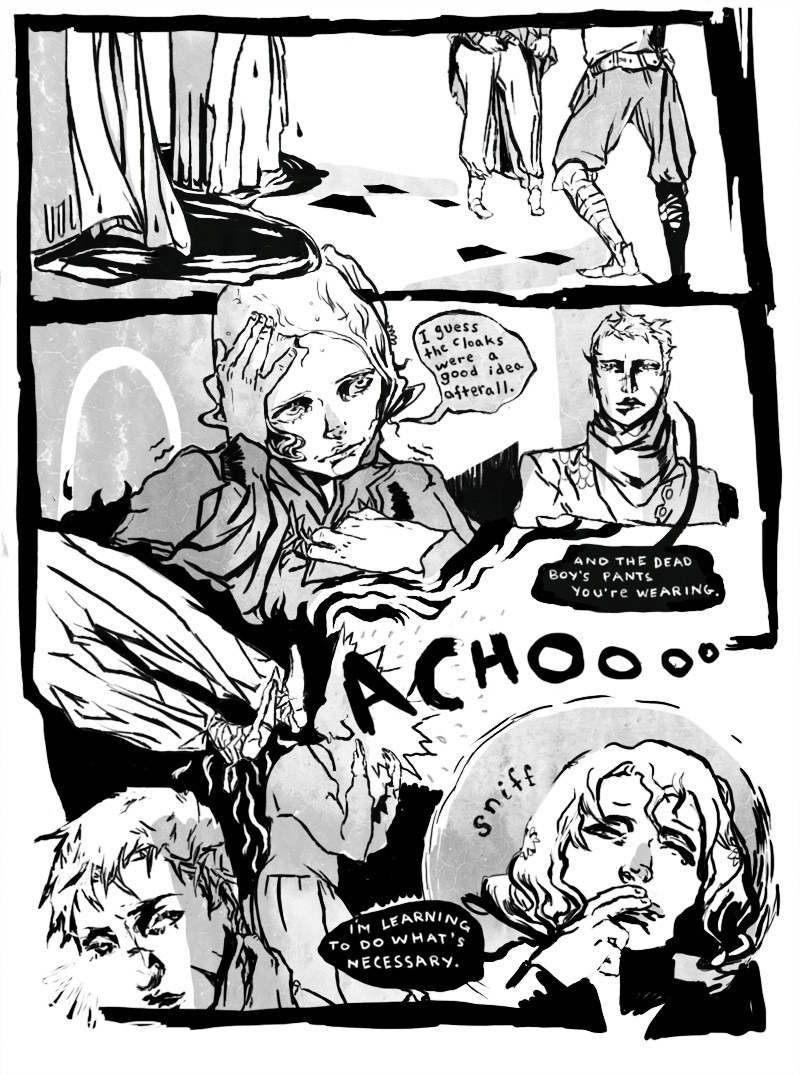 I guess
the cloaks
were a
good idea
afterall.
AND THE DEAD
BOY'S PANTS
YOU'RE WEARING.
ACHOOOOO
sniff
I'M LEARNING
TO DO WHAT'S
NECESSARY.